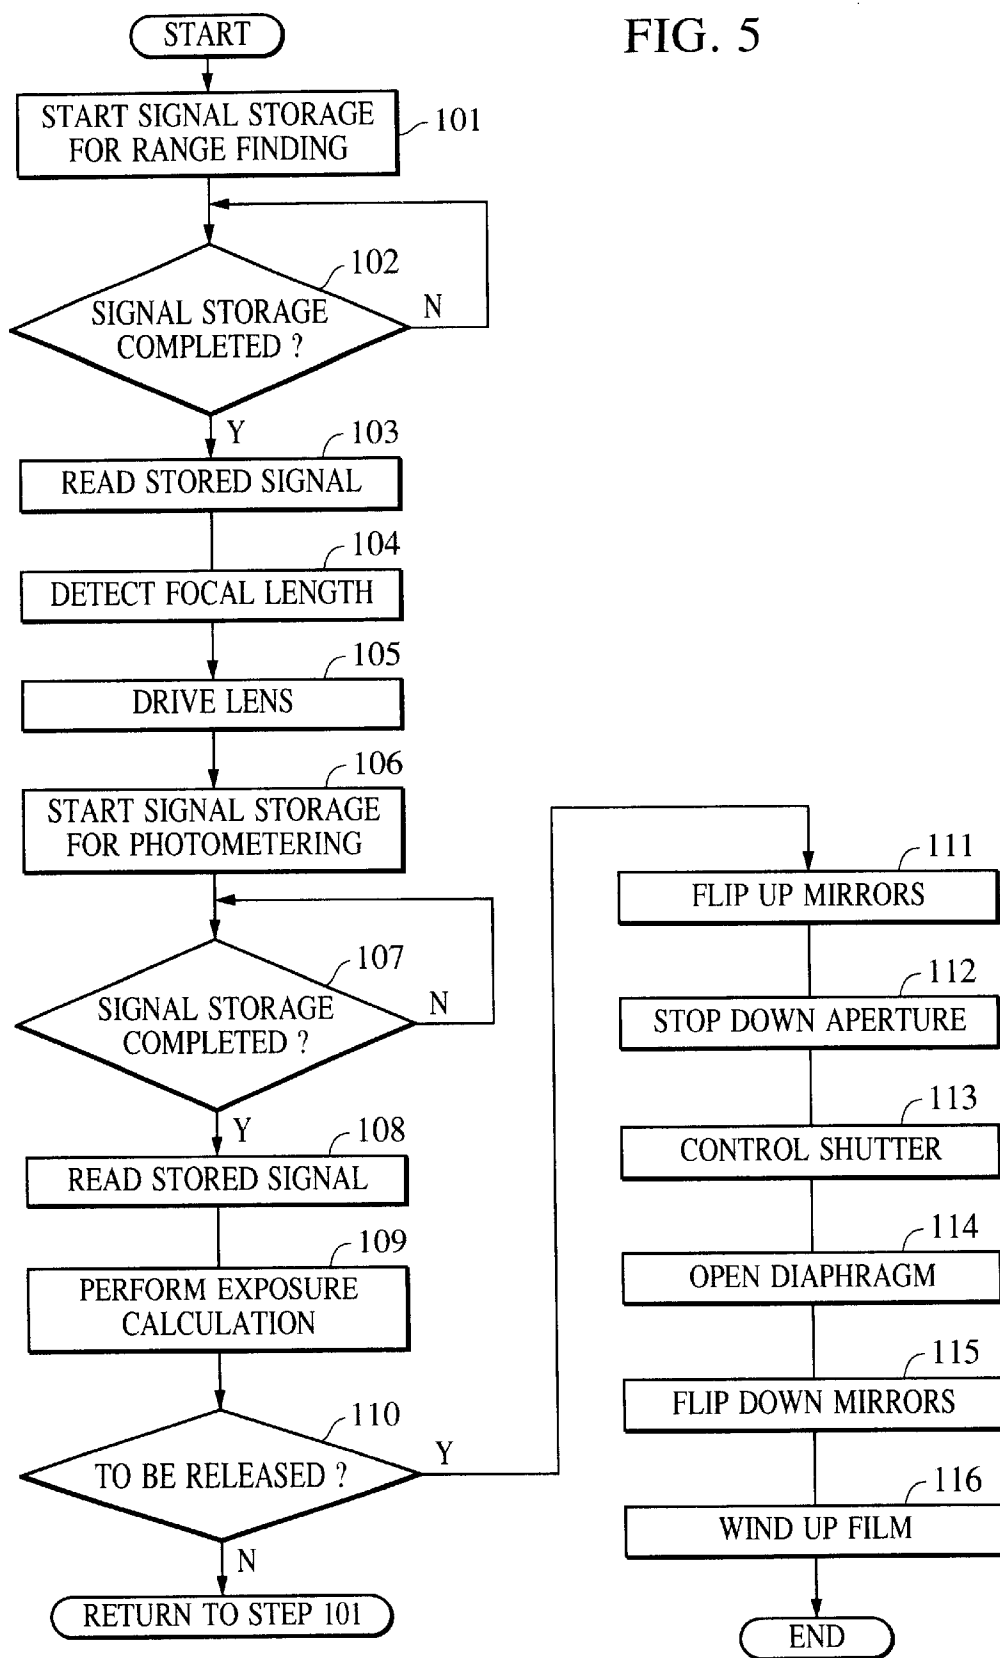 FIG. 5
START
START SIGNAL STORAGE
FOR RANGE FINDING
101
102
SIGNAL STORAGE
COMPLETED ?
N
Y
103
READ STORED SIGNAL
104
DETECT FOCAL LENGTH
105
DRIVE LENS
106
START SIGNAL STORAGE
FOR PHOTOMETERING
107
SIGNAL STORAGE
COMPLETED ?
N
Y
108
READ STORED SIGNAL
109
PERFORM EXPOSURE
CALCULATION
110
TO BE RELEASED ?
Y
N
RETURN TO STEP 101
111
FLIP UP MIRRORS
112
STOP DOWN APERTURE
113
CONTROL SHUTTER
114
OPEN DIAPHRAGM
115
FLIP DOWN MIRRORS
116
WIND UP FILM
END